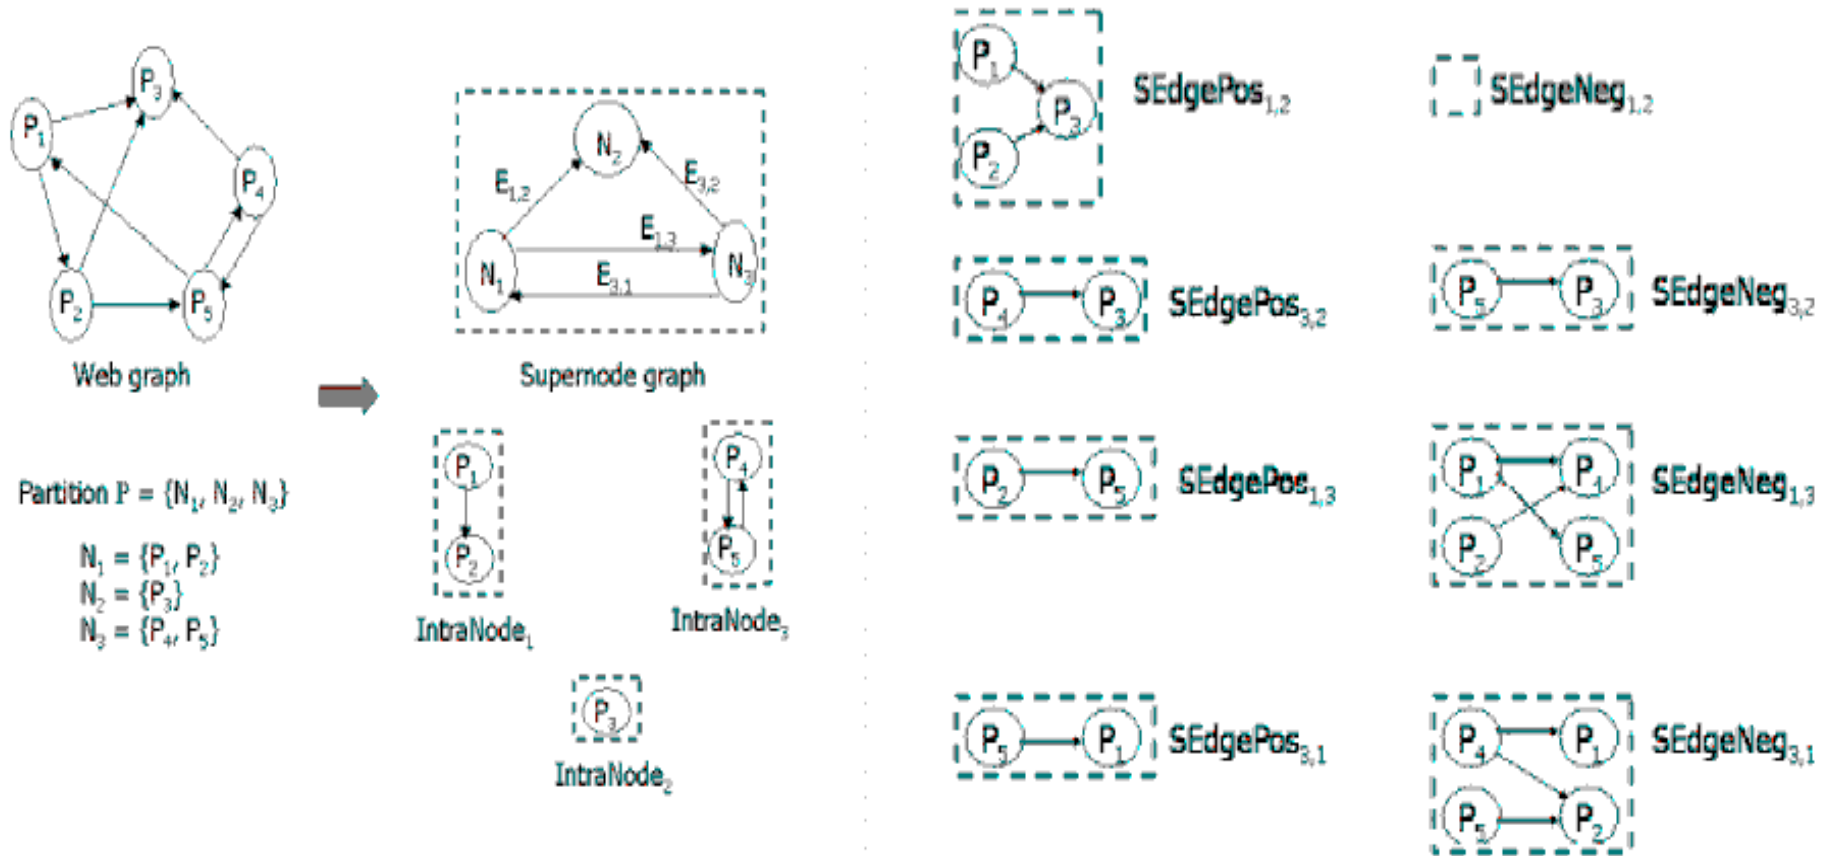 P1
P3
P4
P2
P5
Web graph
Partition P = {N1, N2, N3}
N1 = {P1, P2}
N2 = {P3}
N3 = {P4, P5}
N2
E1,2
E3,2
E1,3
N1
E3,1
N3
Supernode graph
P1
P2
IntraNode1
P4
P5
IntraNode3
P3
IntraNode2
P1
P3
P2
SEdgePos1,2
SEdgeNeg1,2
P4 P3 SEdgePos3,2
P5 P3 SEdgeNeg3,2
P2 P5 SEdgePos1,3
P1 P4
P2 P5
SEdgeNeg1,3
P5 P1 SEdgePos3,1
P4 P1
P5 P2
SEdgeNeg3,1